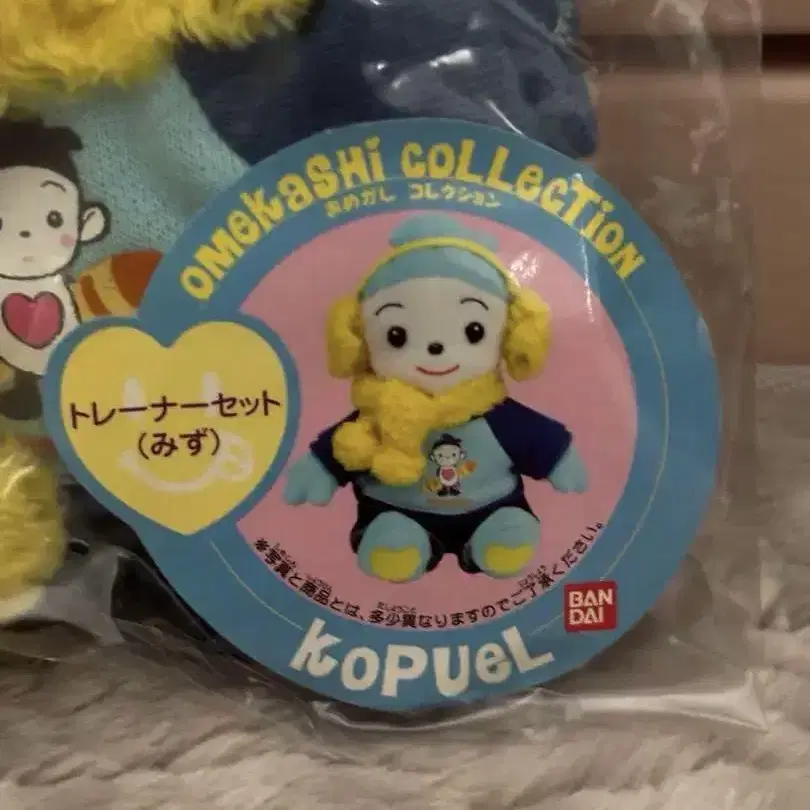 OMeKaSHi COLLeCTiON
おめかし コレクション
トレーナーセット
(みず)
※写真と商品とは、多少異なりますのでご了承ください。
BAN
DAI
KOPUeL